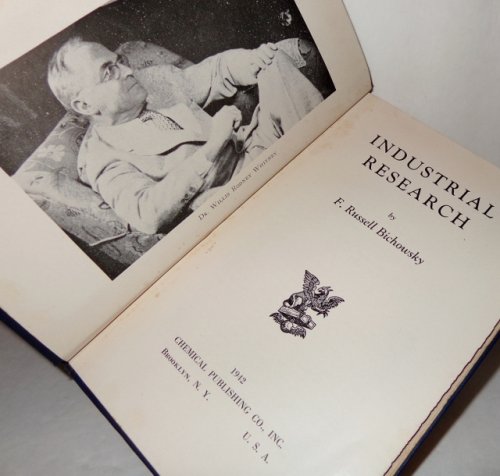 Dr. Willis Rodney Whitney
INDUSTRIAL
RESEARCH
by
F. Russell Bichowsky
1942
CHEMICAL PUBLISHING CO., INC.
BROOKLYN, N. Y.
U. S. A.